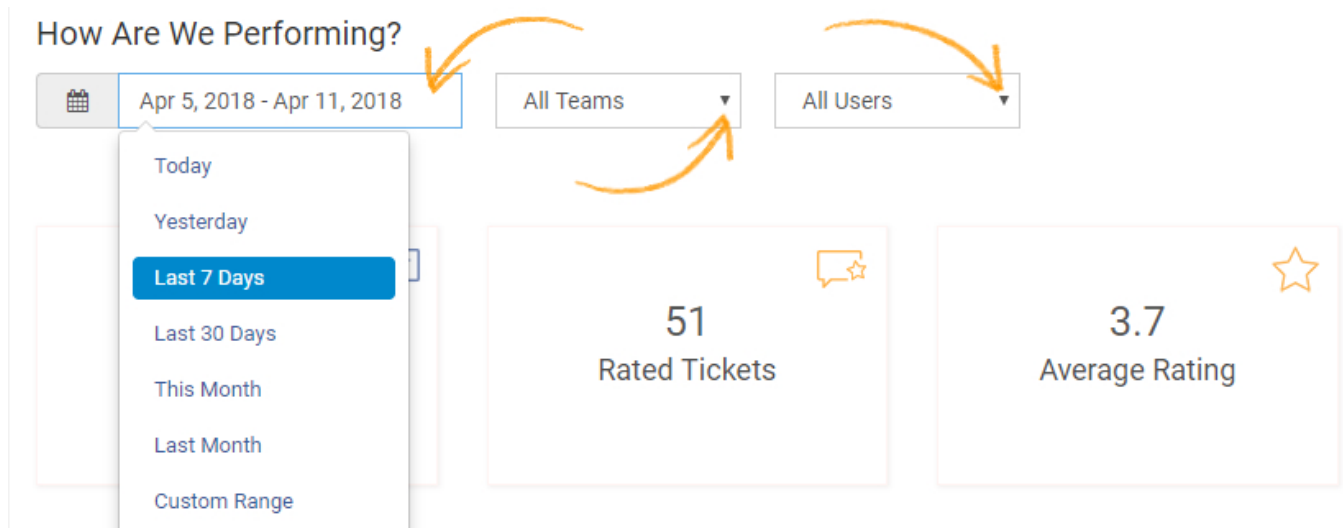 How Are We Performing?
Apr 5, 2018 - Apr 11, 2018
All Teams
All Users
Today
Yesterday
Last 7 Days
Last 30 Days
This Month
Last Month
Custom Range
51
Rated Tickets
3.7
Average Rating